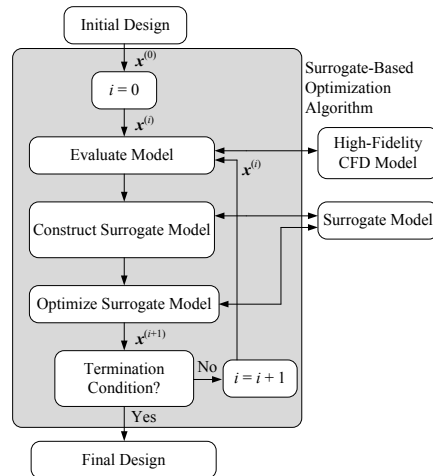 Initial Design
x(0)
Surrogate-Based
Optimization
Algorithm
i = 0
x(i)
Evaluate Model
High-Fidelity
CFD Model
x(i)
Construct Surrogate Model
Surrogate Model
Optimize Surrogate Model
x(i+1)
Termination
Condition?
No
i = i + 1
Yes
Final Design